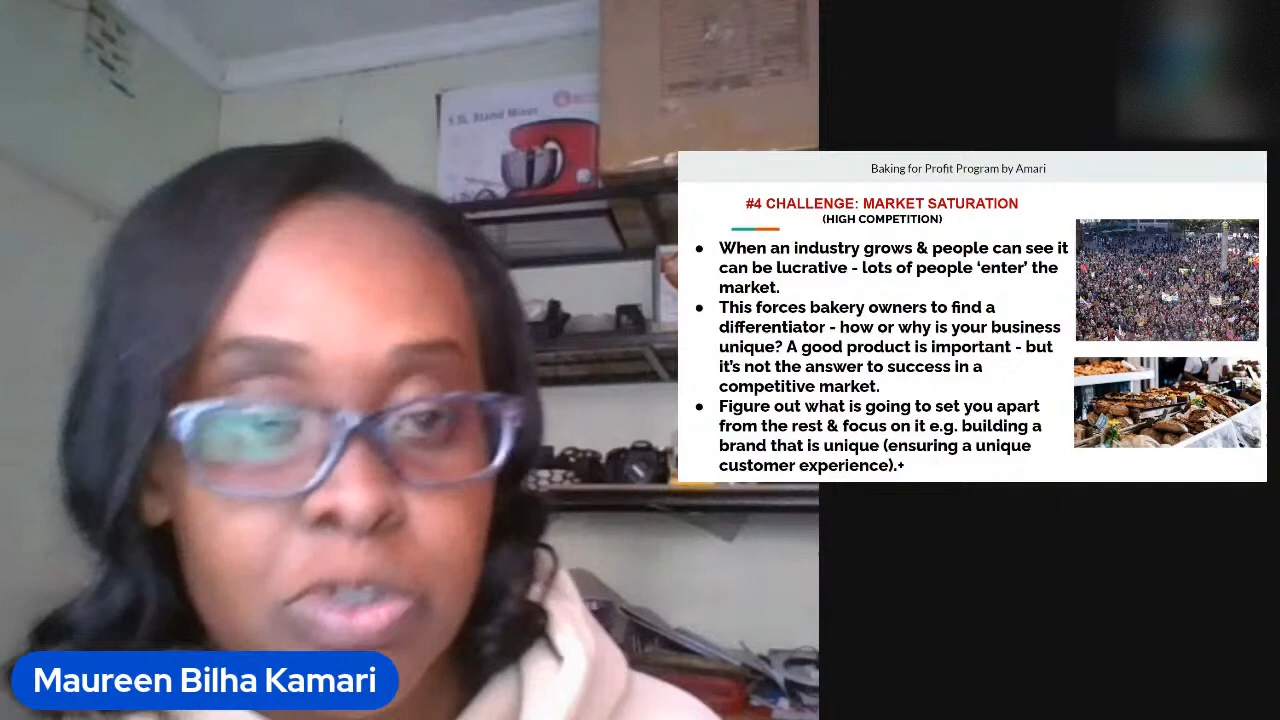 5.5L Stand Mixer
Baking for Profit Program by Amari
#4 CHALLENGE: MARKET SATURATION
(HIGH COMPETITION)
● When an industry grows & people can see it
can be lucrative - lots of people ‘enter’ the
market.
● This forces bakery owners to find a
differentiator - how or why is your business
unique? A good product is important - but
it’s not the answer to success in a
competitive market.
● Figure out what is going to set you apart
from the rest & focus on it e.g. building a
brand that is unique (ensuring a unique
customer experience).+
Maureen Bilha Kamari